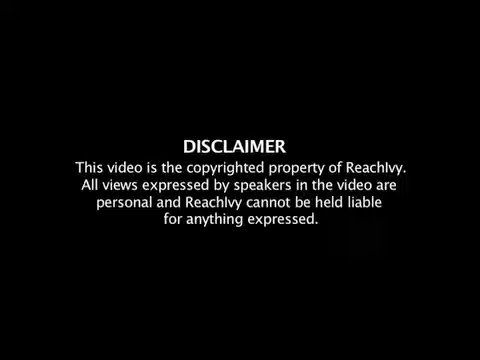 DISCLAIMER
This video is the copyrighted property of ReachIvy.
All views expressed by speakers in the video are
personal and ReachIvy cannot be held liable
for anything expressed.